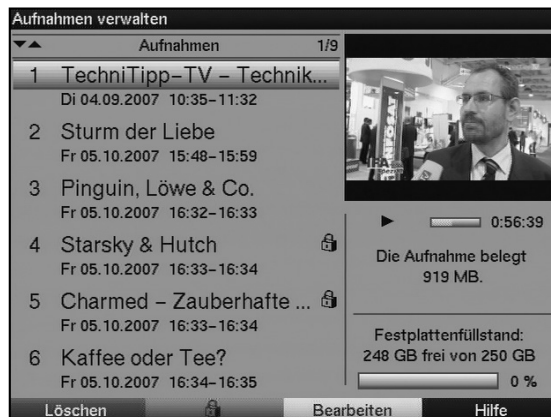 Aufnahmen verwalten
Aufnahmen 1/9
1 TechniTipp–TV – Technik...
Di 04.09.2007 10:35–11:32
2 Sturm der Liebe
Fr 05.10.2007 15:48–15:59
3 Pinguin, Löwe & Co.
Fr 05.10.2007 16:32–16:33
4 Starsky & Hutch
Fr 05.10.2007 16:33–16:34
5 Charmed – Zauberhafte ...
Fr 05.10.2007 16:33–16:34
6 Kaffee oder Tee?
Fr 05.10.2007 16:34–16:35
0:56:39
Die Aufnahme belegt
919 MB.
Festplattenfüllstand:
248 GB frei von 250 GB
0 %
Löschen Bearbeiten Hilfe